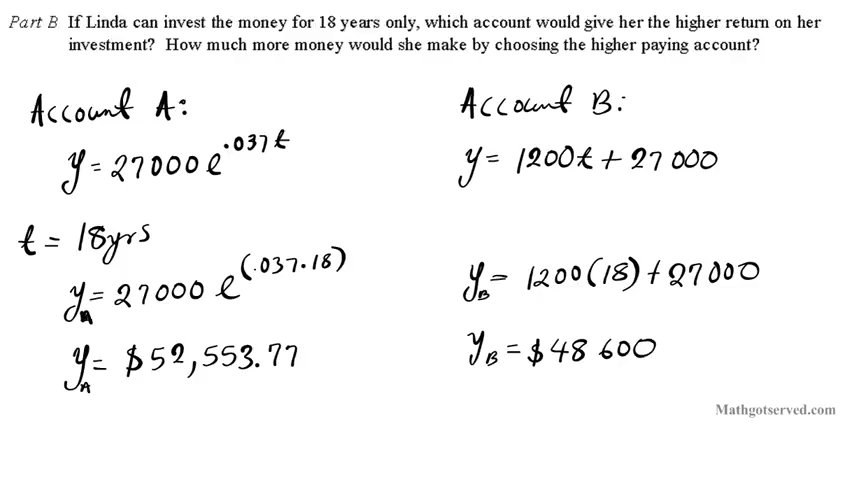 Part B If Linda can invest the money for 18 years only, which account would give her the higher return on her
investment? How much more money would she make by choosing the higher paying account?
Account A:
y = 27000 e^.037t
t = 18yrs
y_A = 27000 e^(.037·18)
y_A = $52,553.77
Account B:
y = 1200t + 27000
y_B = 1200(18) + 27000
y_B = $48 600
Mathgotserved.com